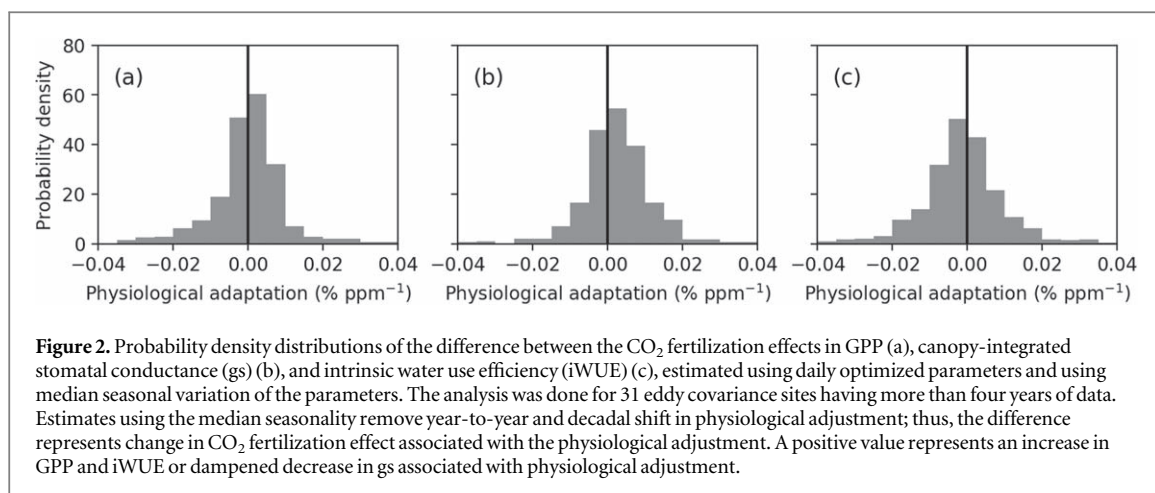 80
60
40
20
0
Probability density
(a)
(b)
(c)
−0.04 −0.02 0.00 0.02 0.04
−0.04 −0.02 0.00 0.02 0.04
−0.04 −0.02 0.00 0.02 0.04
Physiological adaptation (% ppm⁻¹)
Physiological adaptation (% ppm⁻¹)
Physiological adaptation (% ppm⁻¹)
Figure 2. Probability density distributions of the difference between the CO₂ fertilization effects in GPP (a), canopy-integrated
stomatal conductance (gs) (b), and intrinsic water use efficiency (iWUE) (c), estimated using daily optimized parameters and using
median seasonal variation of the parameters. The analysis was done for 31 eddy covariance sites having more than four years of data.
Estimates using the median seasonality remove year-to-year and decadal shift in physiological adjustment; thus, the difference
represents change in CO₂ fertilization effect associated with the physiological adjustment. A positive value represents an increase in
GPP and iWUE or dampened decrease in gs associated with physiological adjustment.